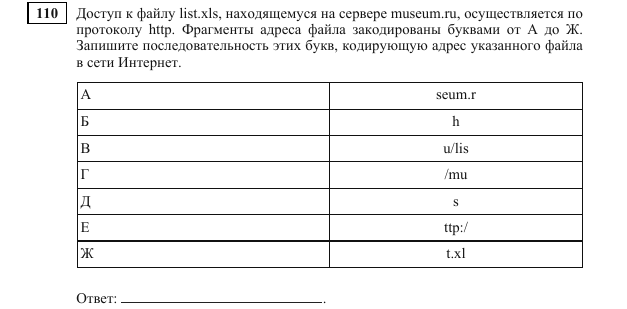 110 Доступ к файлу list.xls, находящемуся на сервере museum.ru, осуществляется по
протоколу http. Фрагменты адреса файла закодированы буквами от А до Ж.
Запишите последовательность этих букв, кодирующую адрес указанного файла
в сети Интернет.
А seum.r
Б h
В u/lis
Г /mu
Д s
Е ttp:/
Ж t.xl
Ответ: ____________________________.